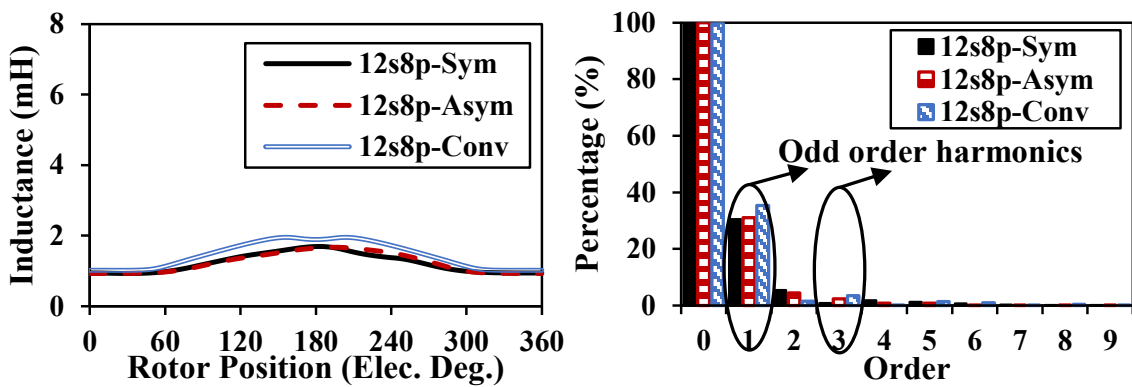 Inductance (mH)
8
6
4
2
0
12s8p-Sym
12s8p-Asym
12s8p-Conv
0 60 120 180 240 300 360
Rotor Position (Elec. Deg.)
Percentage (%)
100
80
60
40
20
0
12s8p-Sym
12s8p-Asym
12s8p-Conv
Odd order harmonics
0 1 2 3 4 5 6 7 8 9
Order